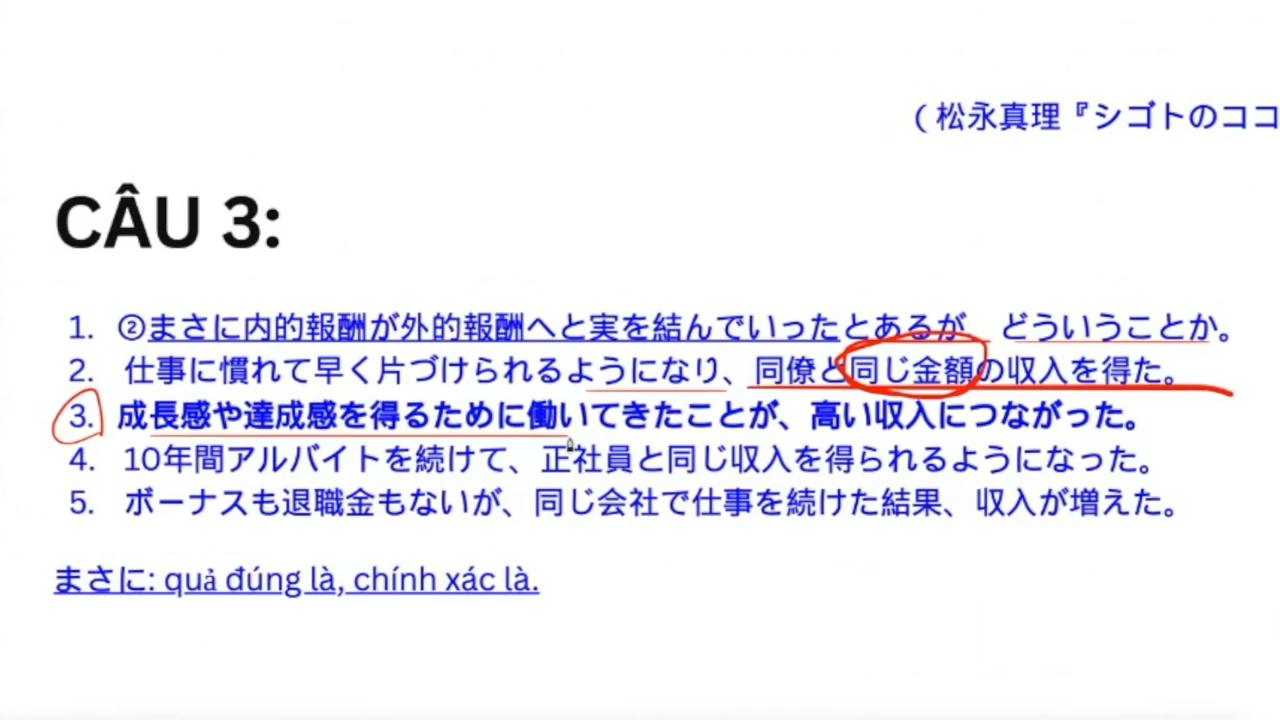 (松永真理『シゴトのココ
CÂU 3:
1. ②まさに内的報酬が外的報酬へと実を結んでいったとあるが、どういうことか。
2. 仕事に慣れて早く片づけられるようになり、同僚と同じ金額の収入を得た。
3. 成長感や達成感を得るために働いてきたことが、高い収入につながった。
4. 10年間アルバイトを続けて、正社員と同じ収入を得られるようになった。
5. ボーナスも退職金もないが、同じ会社で仕事を続けた結果、収入が増えた。
まさに: quả đúng là, chính xác là.